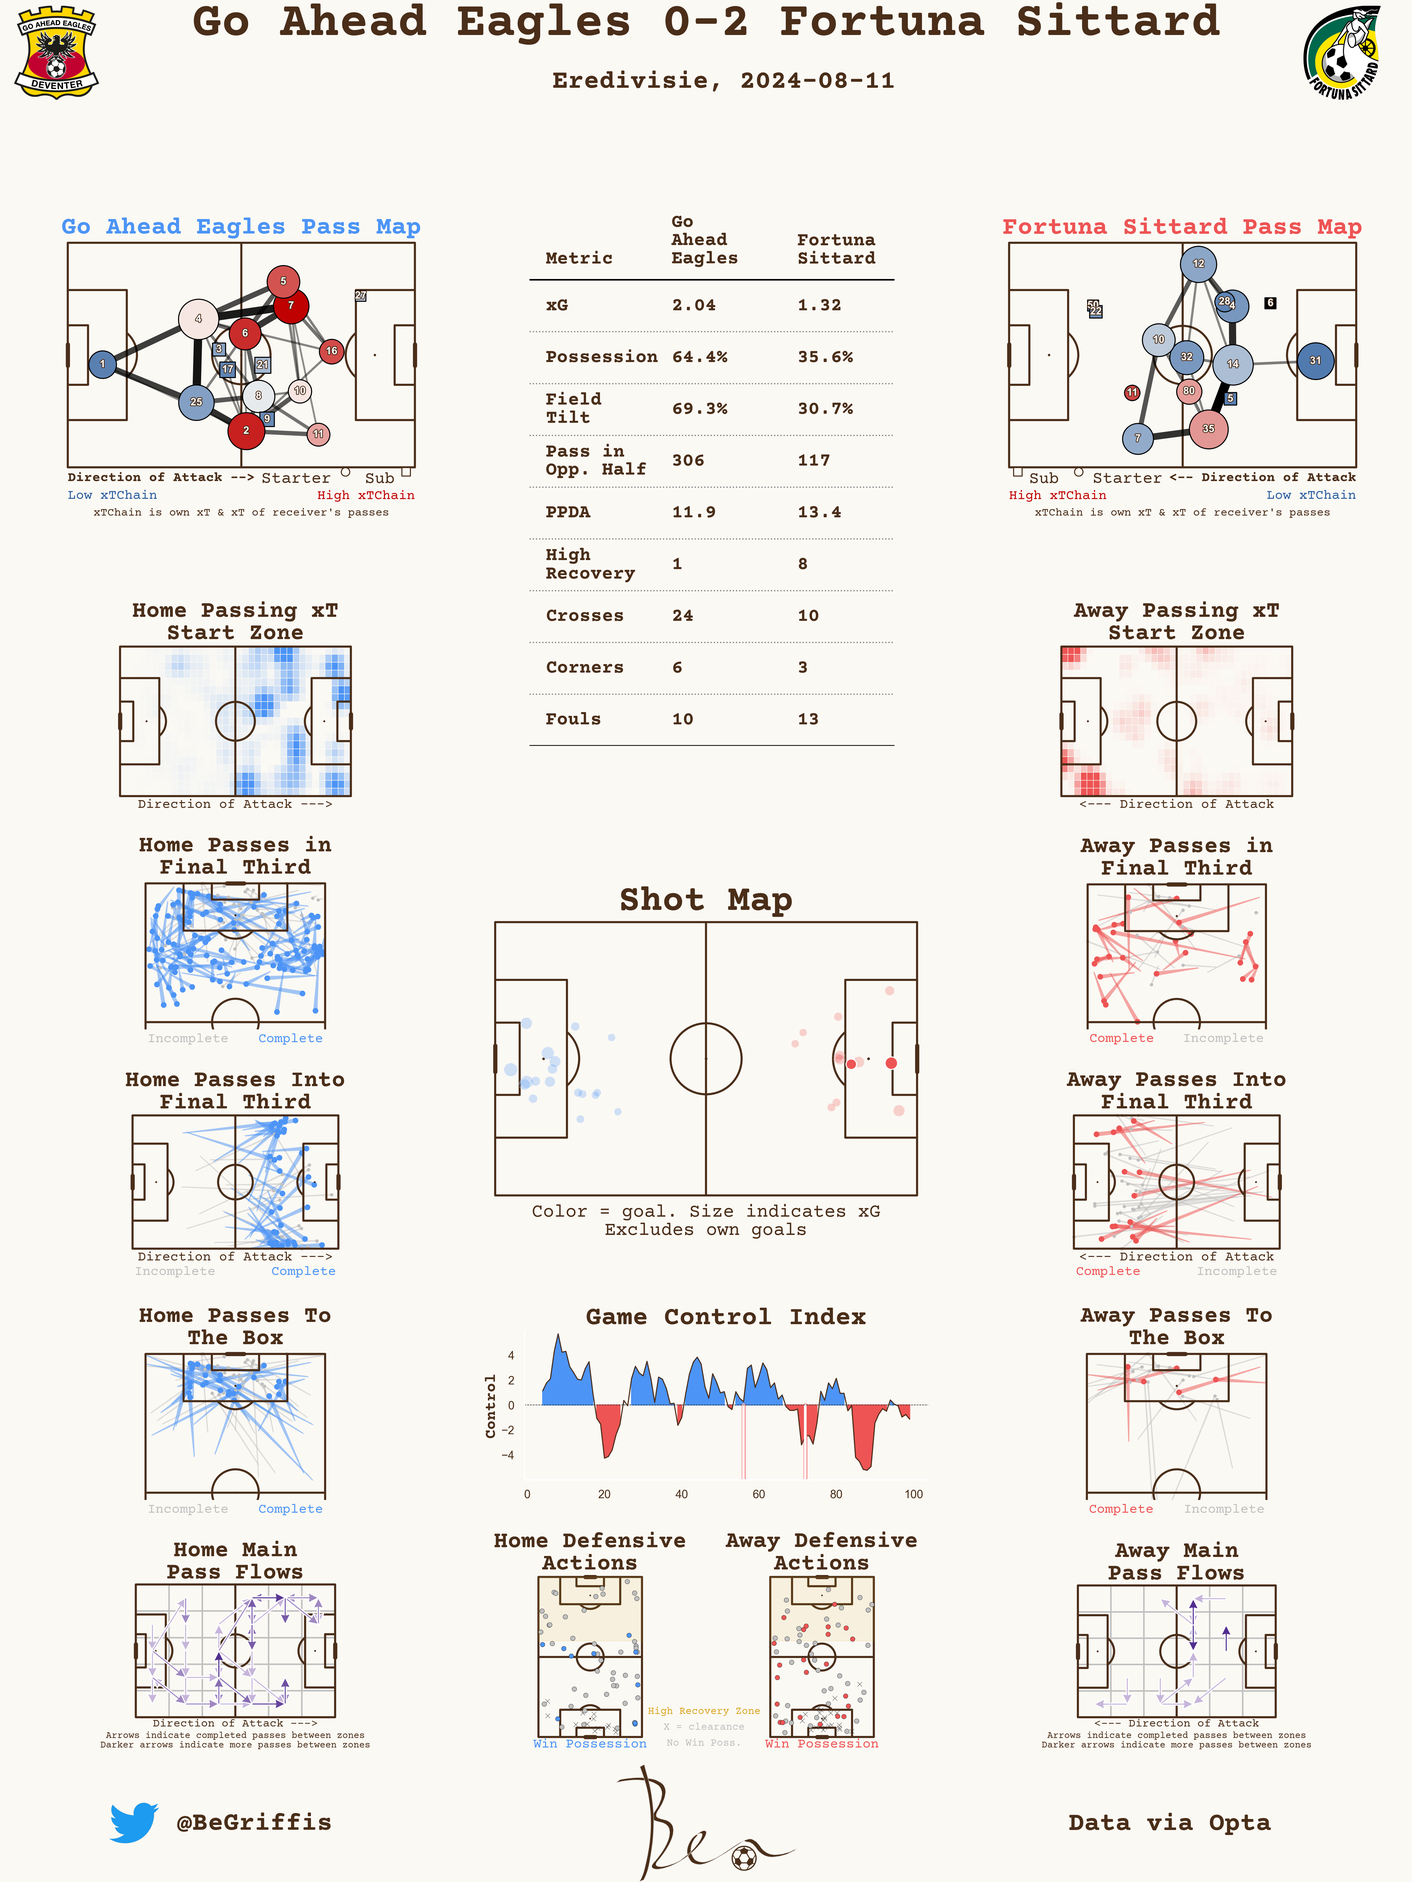 Go Ahead Eagles 0-2 Fortuna Sittard
Eredivisie, 2024-08-11
GO AHEAD EAGLES
DEVENTER
FORTUNA SITTARD
Go Ahead Eagles Pass Map
5
27
7
4
6
3
16
1
17
21
10
8
25
9
2
11
Direction of Attack --> Starter Sub
Low xTChain High xTChain
xTChain is own xT & xT of receiver's passes
Metric Go Ahead Eagles Fortuna Sittard
xG 2.04 1.32
Possession 64.4% 35.6%
Field Tilt 69.3% 30.7%
Pass in Opp. Half 306 117
PPDA 11.9 13.4
High Recovery 1 8
Crosses 24 10
Corners 6 3
Fouls 10 13
Fortuna Sittard Pass Map
12
28
4
6
22
10
32
14
31
11
80
5
35
7
Sub Starter <-- Direction of Attack
High xTChain Low xTChain
xTChain is own xT & xT of receiver's passes
Home Passing xT
Start Zone
Direction of Attack --->
Away Passing xT
Start Zone
<--- Direction of Attack
Home Passes in
Final Third
Incomplete Complete
Away Passes in
Final Third
Complete Incomplete
Shot Map
Color = goal. Size indicates xG
Excludes own goals
Home Passes Into
Final Third
Direction of Attack --->
Incomplete Complete
Away Passes Into
Final Third
<--- Direction of Attack
Complete Incomplete
Home Passes To
The Box
Incomplete Complete
Game Control Index
Control
4
2
0
−2
−4
0 20 40 60 80 100
Away Passes To
The Box
Complete Incomplete
Home Main
Pass Flows
Direction of Attack --->
Arrows indicate completed passes between zones
Darker arrows indicate more passes between zones
Home Defensive
Actions
Win Possession
Away Defensive
Actions
Win Possession
High Recovery Zone
X = clearance
No Win Poss.
Away Main
Pass Flows
<--- Direction of Attack
Arrows indicate completed passes between zones
Darker arrows indicate more passes between zones
@BeGriffis
Ben
Data via Opta